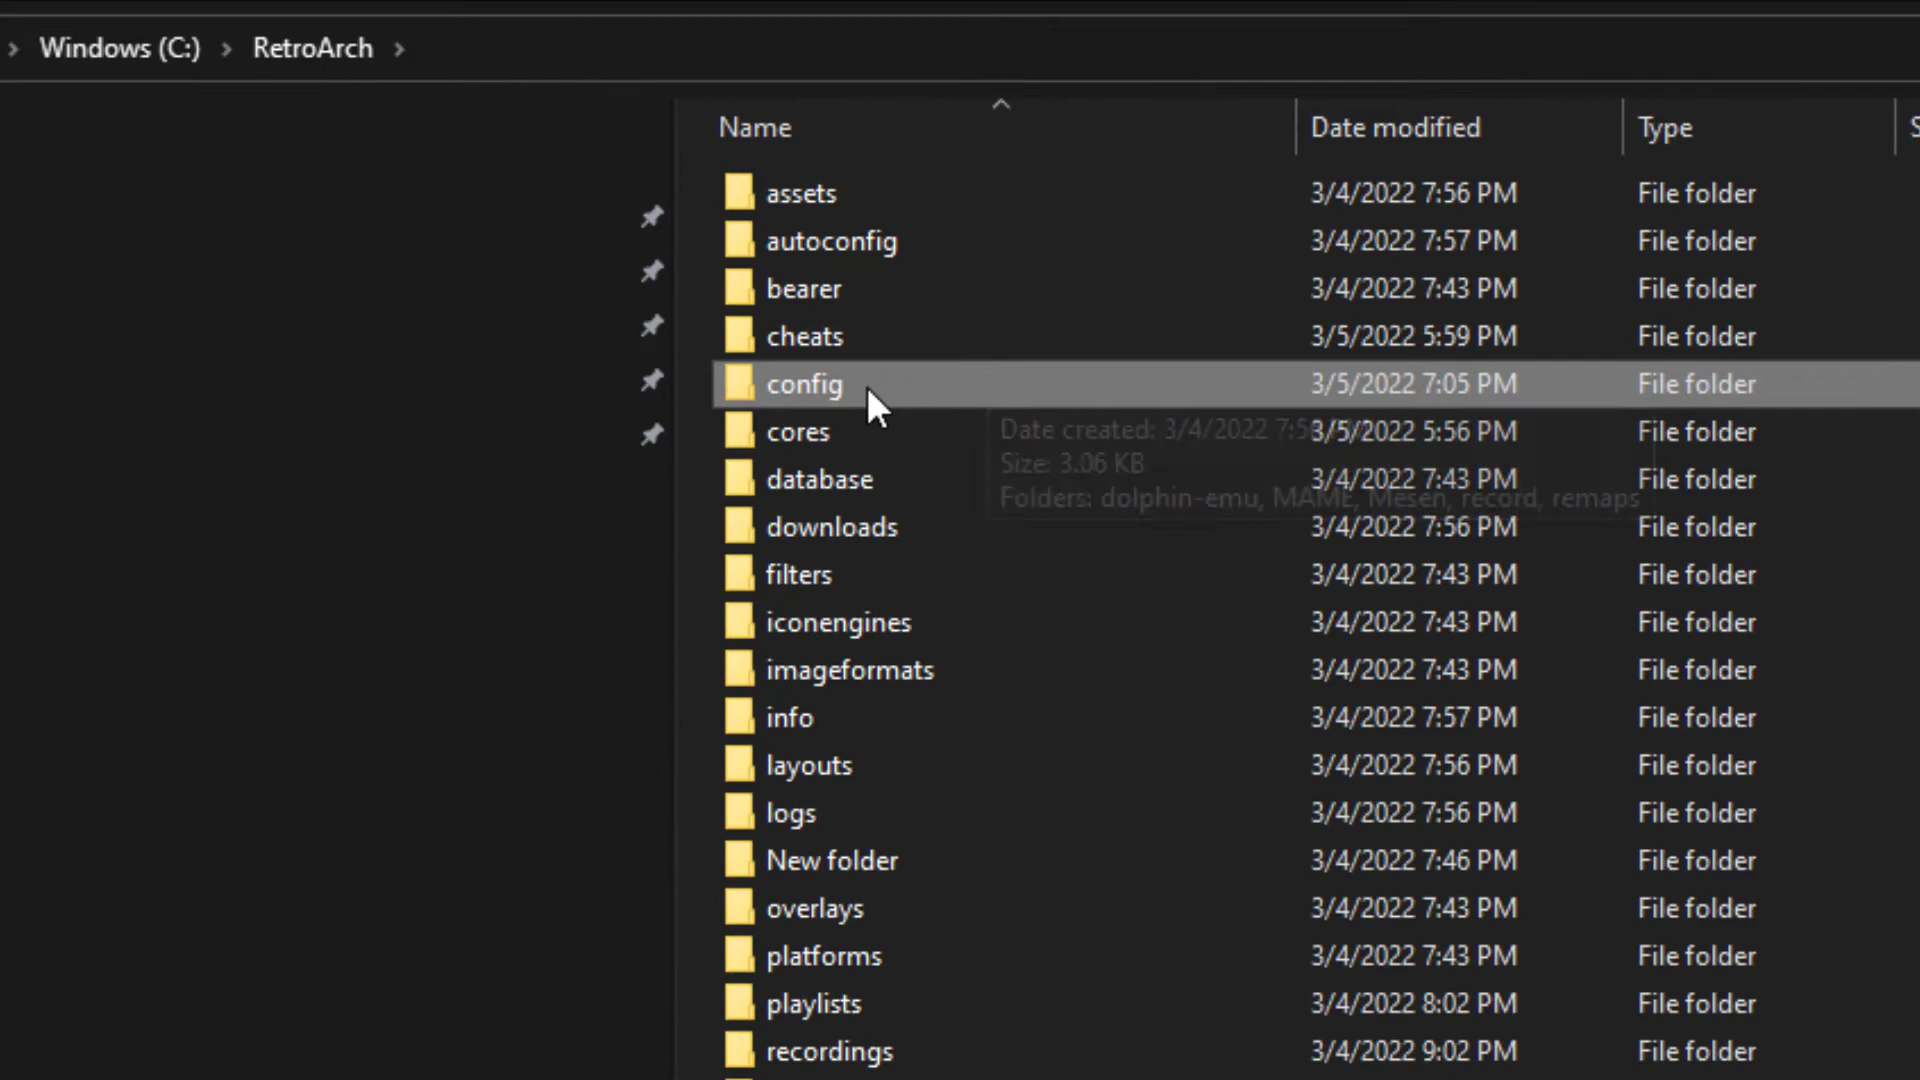 Windows (C:) RetroArch
Name Date modified Type
assets 3/4/2022 7:56 PM File folder
autoconfig 3/4/2022 7:57 PM File folder
bearer 3/4/2022 7:43 PM File folder
cheats 3/5/2022 5:59 PM File folder
config 3/5/2022 7:05 PM File folder
cores 3/5/2022 5:56 PM File folder
Date created: 3/4/2022
Size: 3.06 KB
database 3/4/2022 7:43 PM File folder
Folders: dolphin-emu, MAME, Mesen, record, remaps
downloads 3/4/2022 7:56 PM File folder
filters 3/4/2022 7:43 PM File folder
iconengines 3/4/2022 7:43 PM File folder
imageformats 3/4/2022 7:43 PM File folder
info 3/4/2022 7:57 PM File folder
layouts 3/4/2022 7:56 PM File folder
logs 3/4/2022 7:56 PM File folder
New folder 3/4/2022 7:46 PM File folder
overlays 3/4/2022 7:43 PM File folder
platforms 3/4/2022 7:43 PM File folder
playlists 3/4/2022 8:02 PM File folder
recordings 3/4/2022 9:02 PM File folder